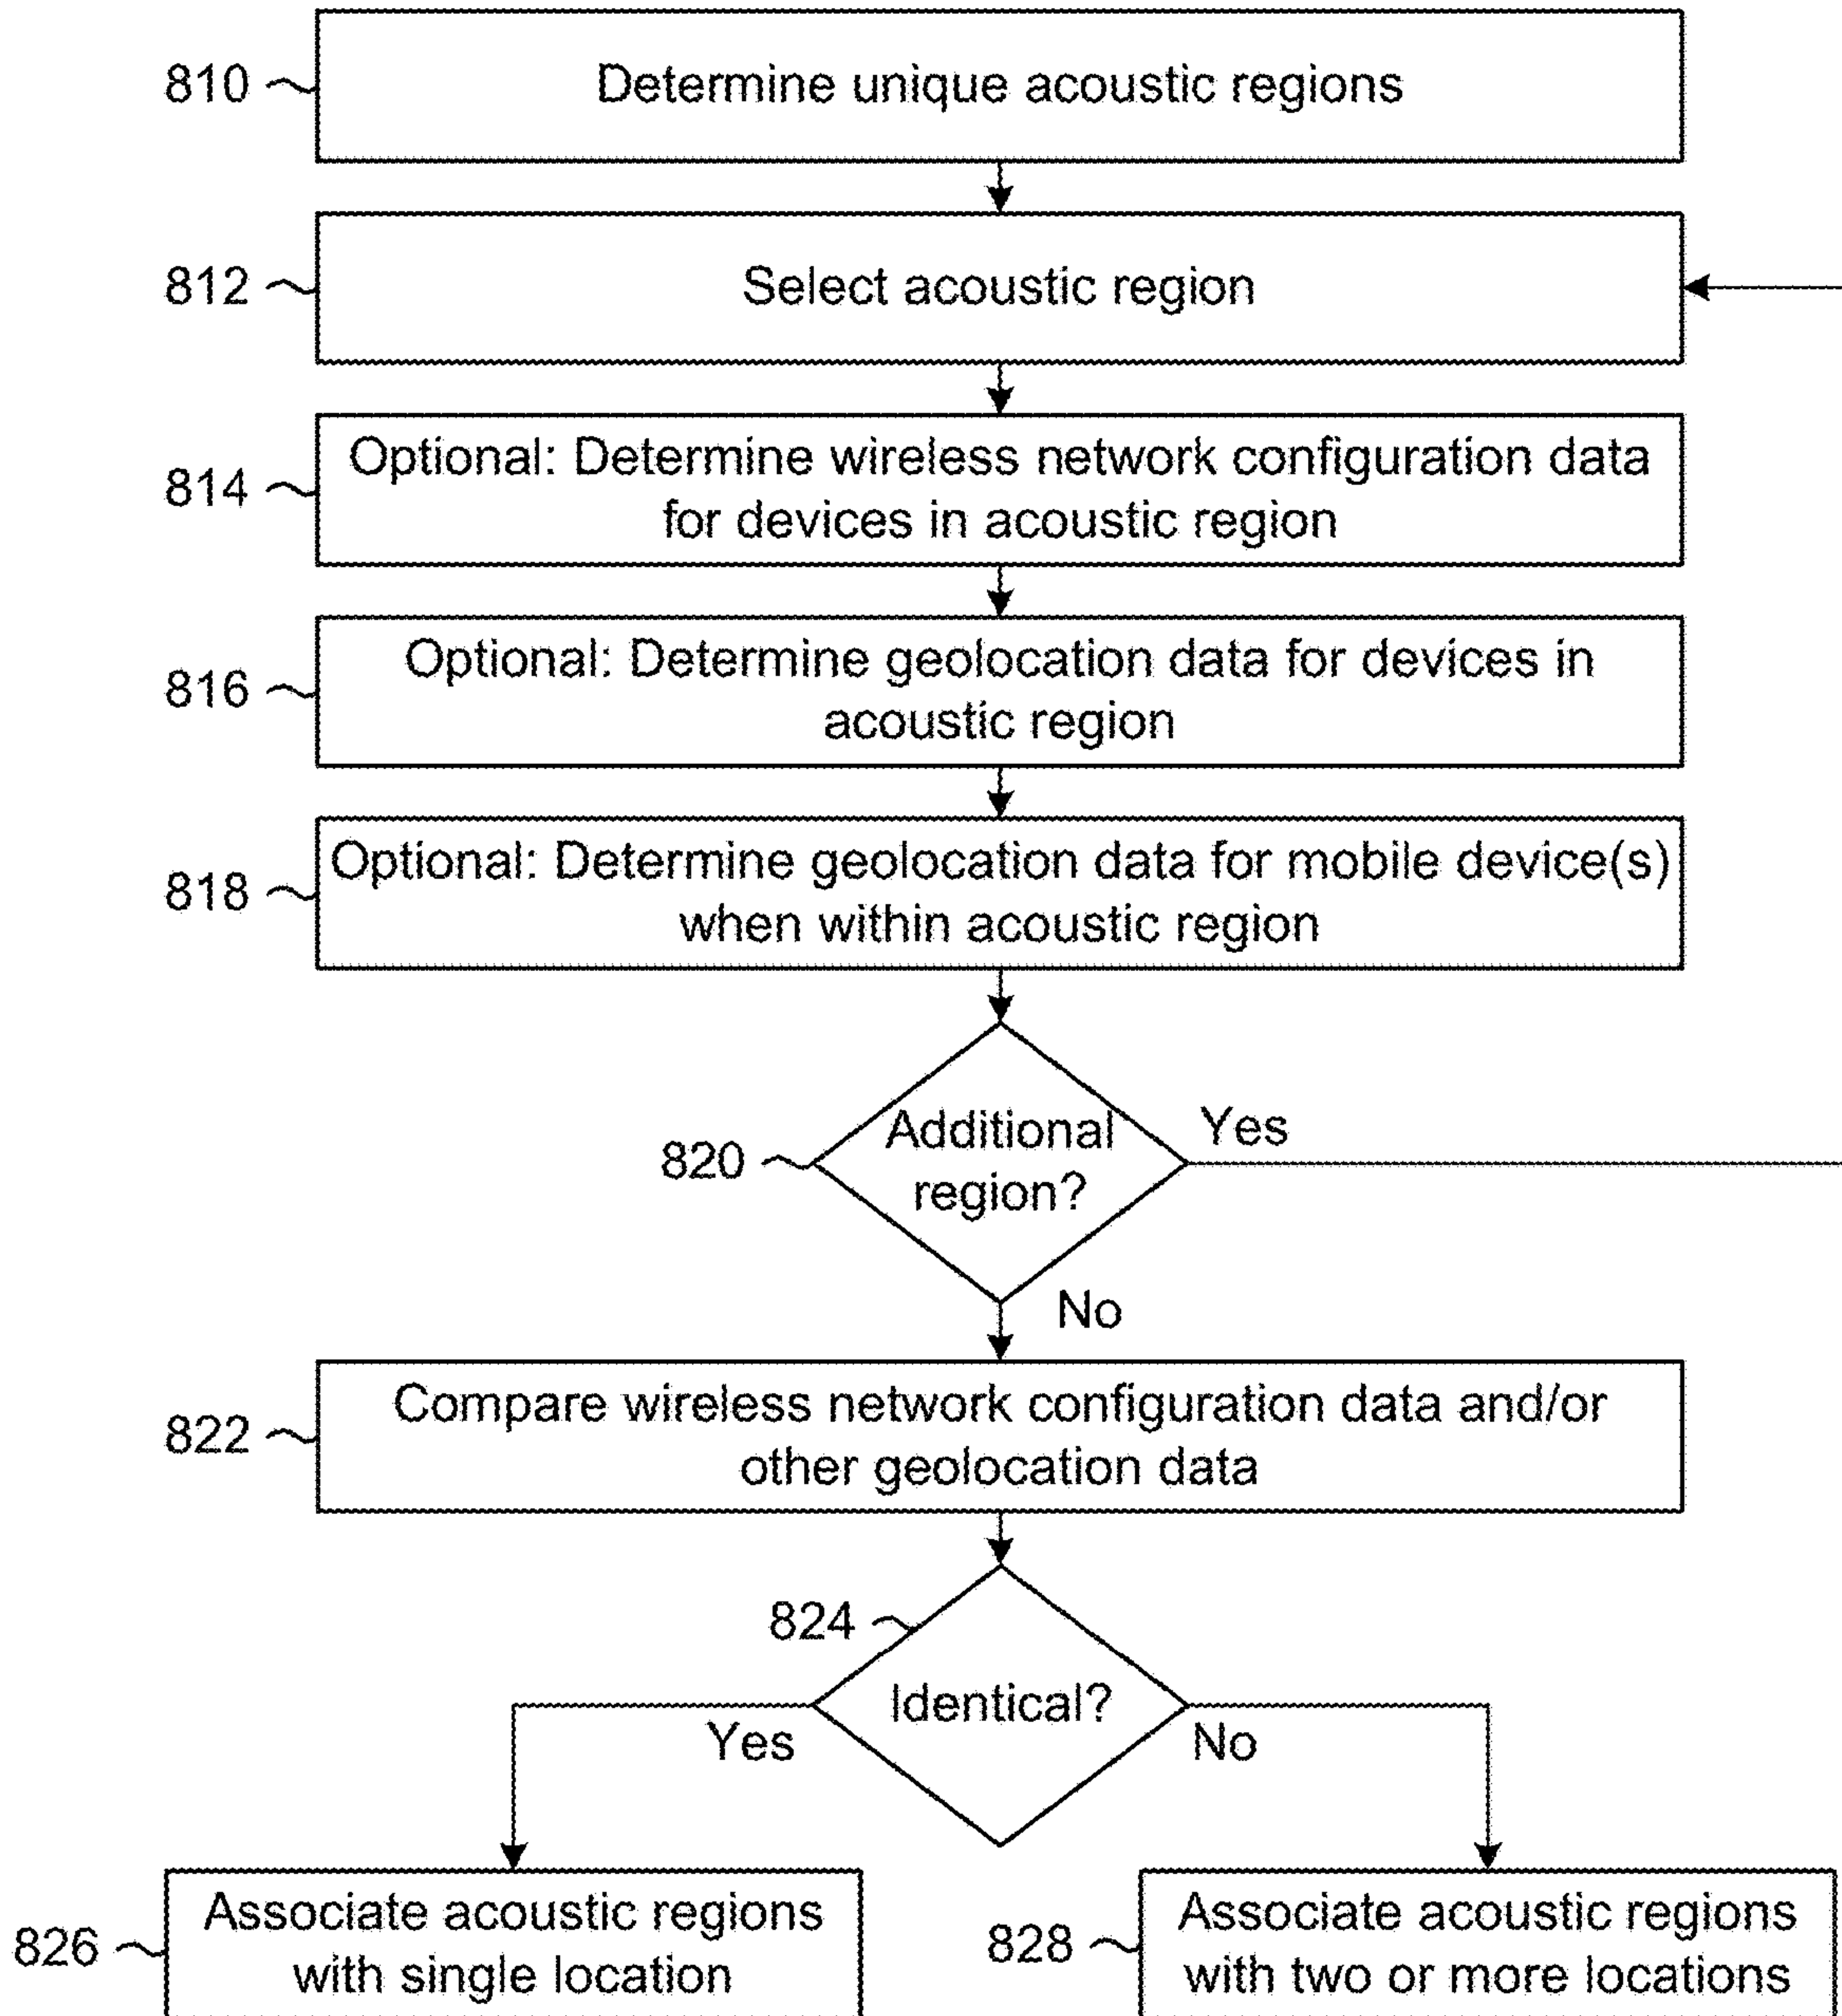 810
Determine unique acoustic regions
812
Select acoustic region
814
Optional: Determine wireless network configuration data
for devices in acoustic region
816
Optional: Determine geolocation data for devices in
acoustic region
818
Optional: Determine geolocation data for mobile device(s)
when within acoustic region
820
Additional
region?
Yes
No
822
Compare wireless network configuration data and/or
other geolocation data
824
Identical?
Yes
No
826
Associate acoustic regions
with single location
828
Associate acoustic regions
with two or more locations